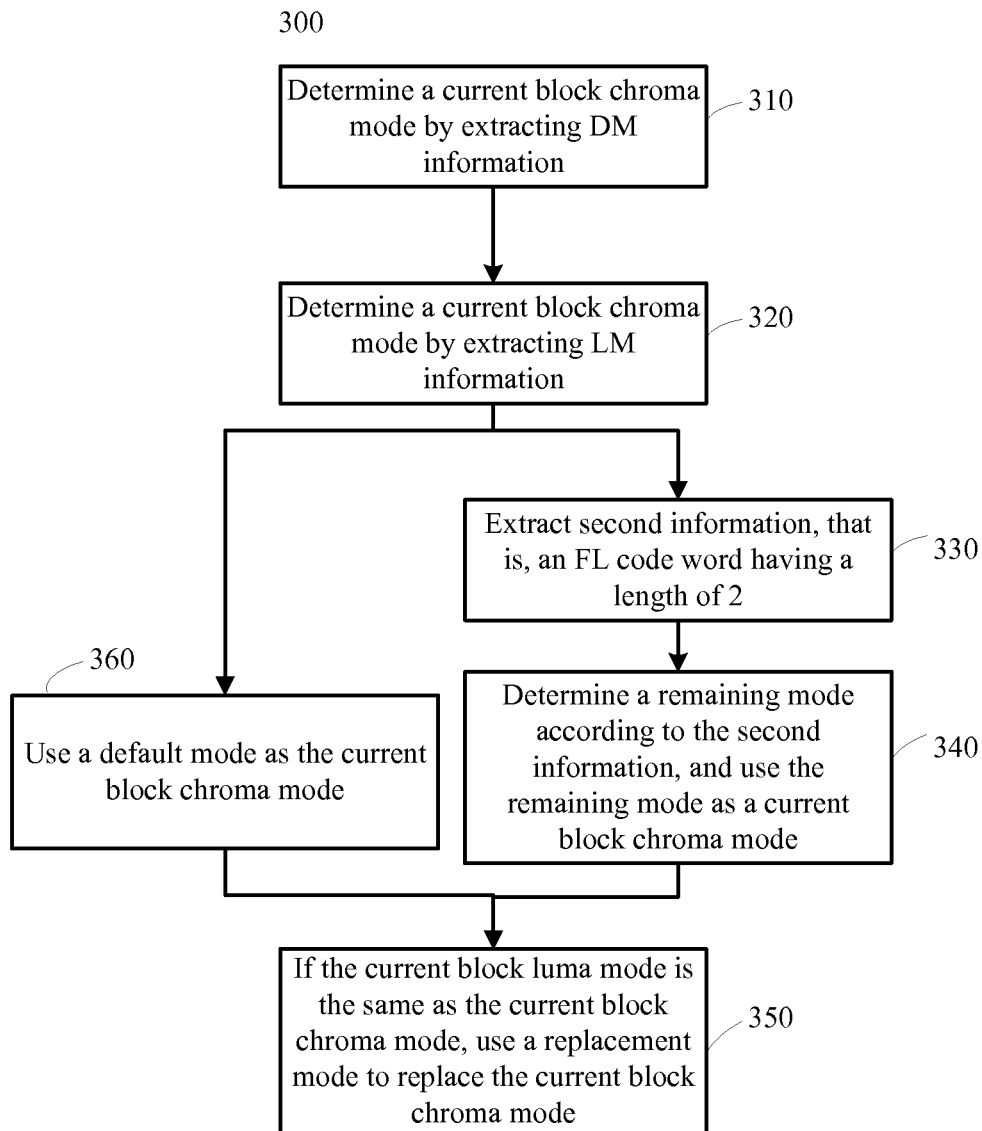 300
Determine a current block chroma
mode by extracting DM
information
310
Determine a current block chroma
mode by extracting LM
information
320
Extract second information, that
is, an FL code word having a
length of 2
330
360
Use a default mode as the current
block chroma mode
Determine a remaining mode
according to the second
information, and use the
remaining mode as a current
block chroma mode
340
If the current block luma mode is
the same as the current block
chroma mode, use a replacement
mode to replace the current block
chroma mode
350